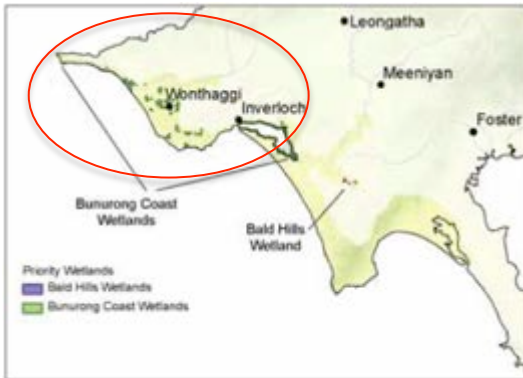 Leongatha
Meeniyan
Wonthaggi
Inverloch
Foster
Bunurong Coast
Wetlands
Bald Hills
Wetland
Priority Wetlands
Bald Hills Wetlands
Bunurong Coast Wetlands